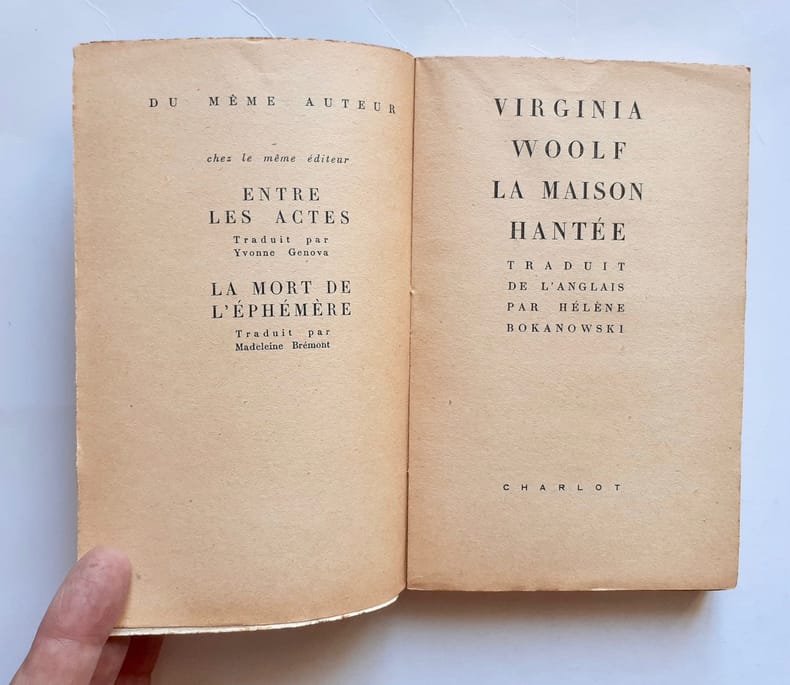 DU MÊME AUTEUR
chez le même éditeur
ENTRE
LES ACTES
Traduit par
Yvonne Genova
LA MORT DE
L'ÉPHÉMÈRE
Traduit par
Madeleine Brémont
VIRGINIA
WOOLF
LA MAISON
HANTÉE
TRADUIT
DE L'ANGLAIS
PAR HÉLÈNE
BOKANOWSKI
CHARLOT